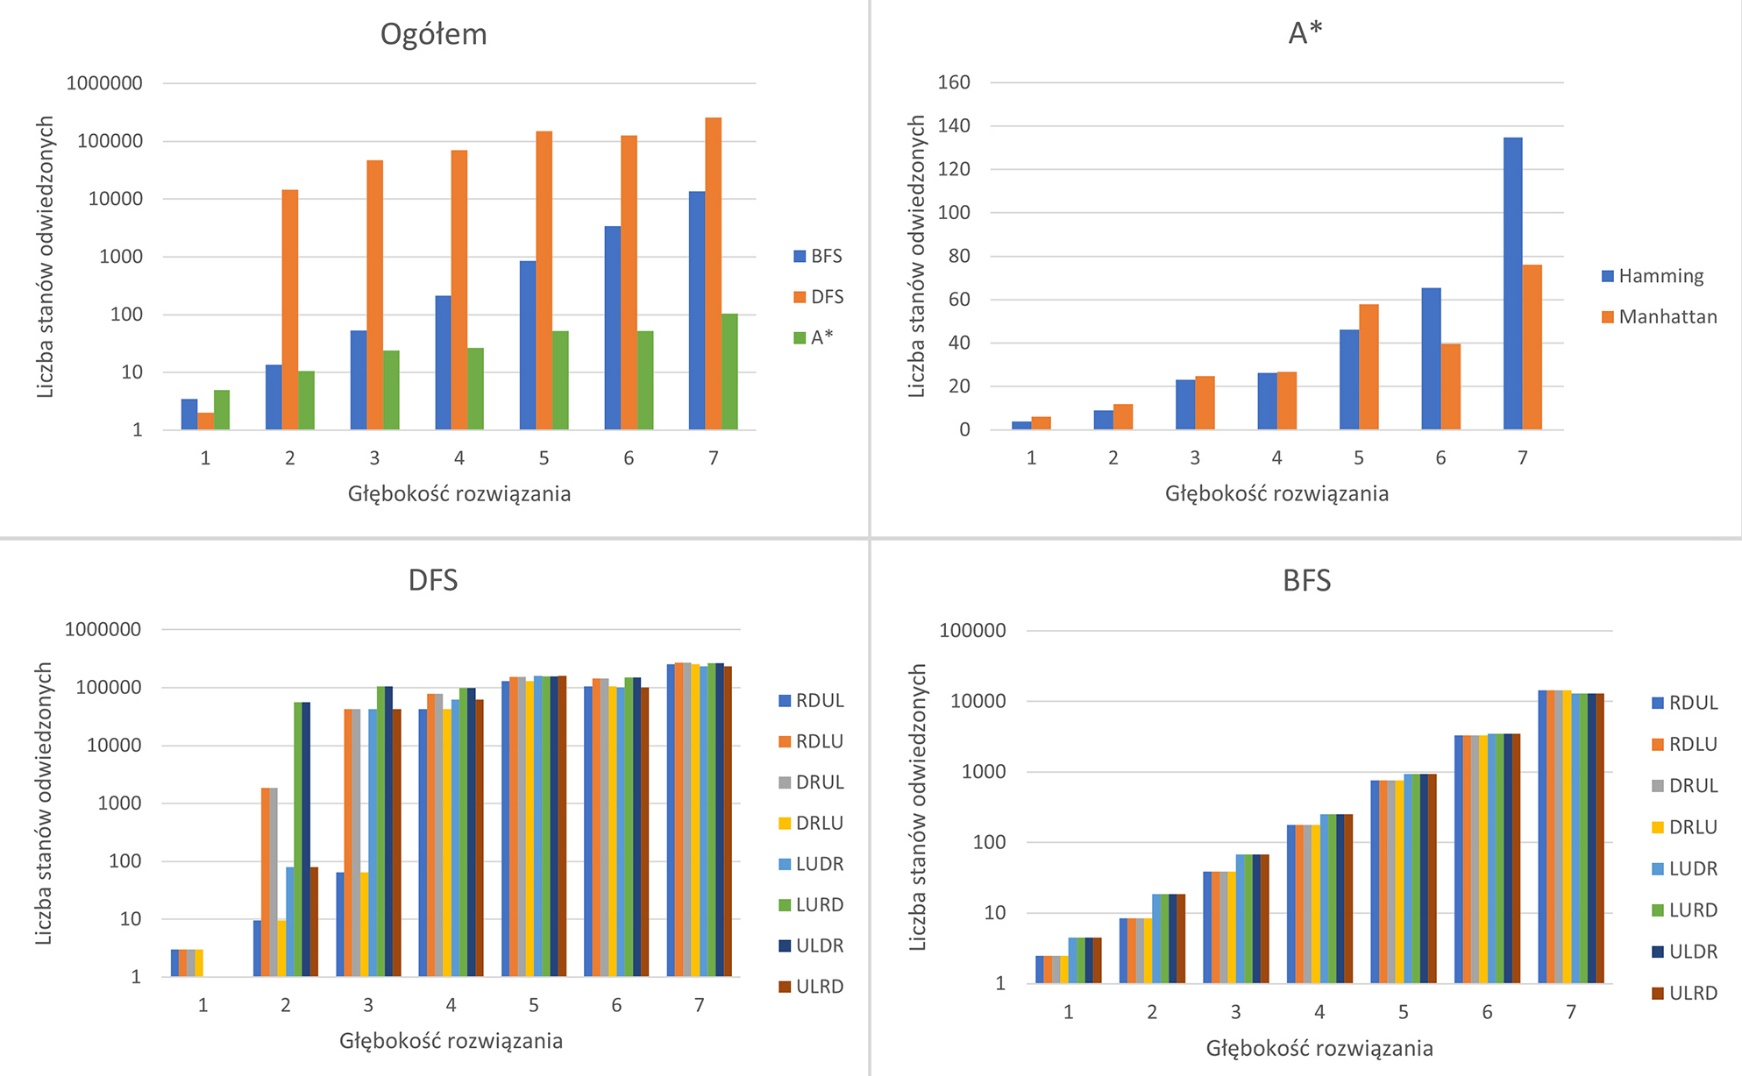 Ogółem
Liczba stanów odwiedzonych
1000000
100000
10000
1000
100
10
1
1 2 3 4 5 6 7
Głębokość rozwiązania
BFS
DFS
A*
A*
Liczba stanów odwiedzonych
160
140
120
100
80
60
40
20
0
1 2 3 4 5 6 7
Głębokość rozwiązania
Hamming
Manhattan
DFS
Liczba stanów odwiedzonych
1000000
100000
10000
1000
100
10
1
1 2 3 4 5 6 7
Głębokość rozwiązania
RDUL
RDLU
DRUL
DRLU
LUDR
LURD
ULDR
ULRD
BFS
Liczba stanów odwiedzonych
100000
10000
1000
100
10
1
1 2 3 4 5 6 7
Głębokość rozwiązania
RDUL
RDLU
DRUL
DRLU
LUDR
LURD
ULDR
ULRD